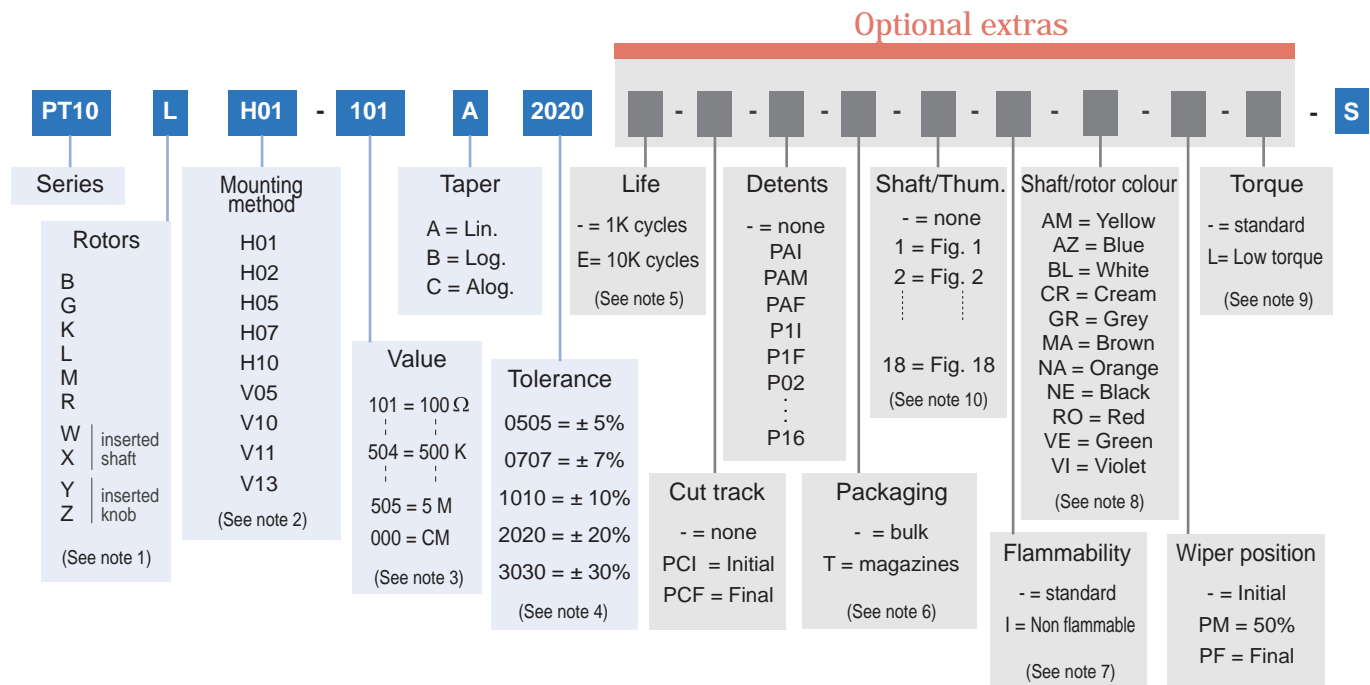 Optional extras
PT10 L H01 - 101 A 2020 - - - - - - - - - S
Series
Rotors
B
G
K
L
M
R
W
X
inserted
shaft
Y
Z
inserted
knob
(See note 1)
Mounting
method
H01
H02
H05
H07
H10
V05
V10
V11
V13
(See note 2)
Value
101 = 100 Ω
504 = 500 K
505 = 5 M
000 = CM
(See note 3)
Taper
A = Lin.
B = Log.
C = Alog.
Tolerance
0505 = ± 5%
0707 = ± 7%
1010 = ± 10%
2020 = ± 20%
3030 = ± 30%
(See note 4)
Life
- = 1K cycles
E= 10K cycles
(See note 5)
Cut track
- = none
PCI = Initial
PCF = Final
Detents
- = none
PAI
PAM
PAF
P1I
P1F
P02
:
:
P16
Packaging
- = bulk
T = magazines
(See note 6)
Shaft/Thum.
- = none
1 = Fig. 1
2 = Fig. 2
18 = Fig. 18
(See note 10)
Flammability
- = standard
I = Non flammable
(See note 7)
Shaft/rotor colour
AM = Yellow
AZ = Blue
BL = White
CR = Cream
GR = Grey
MA = Brown
NA = Orange
NE = Black
RO = Red
VE = Green
VI = Violet
(See note 8)
Wiper position
- = Initial
PM = 50%
PF = Final
Torque
- = standard
L= Low torque
(See note 9)